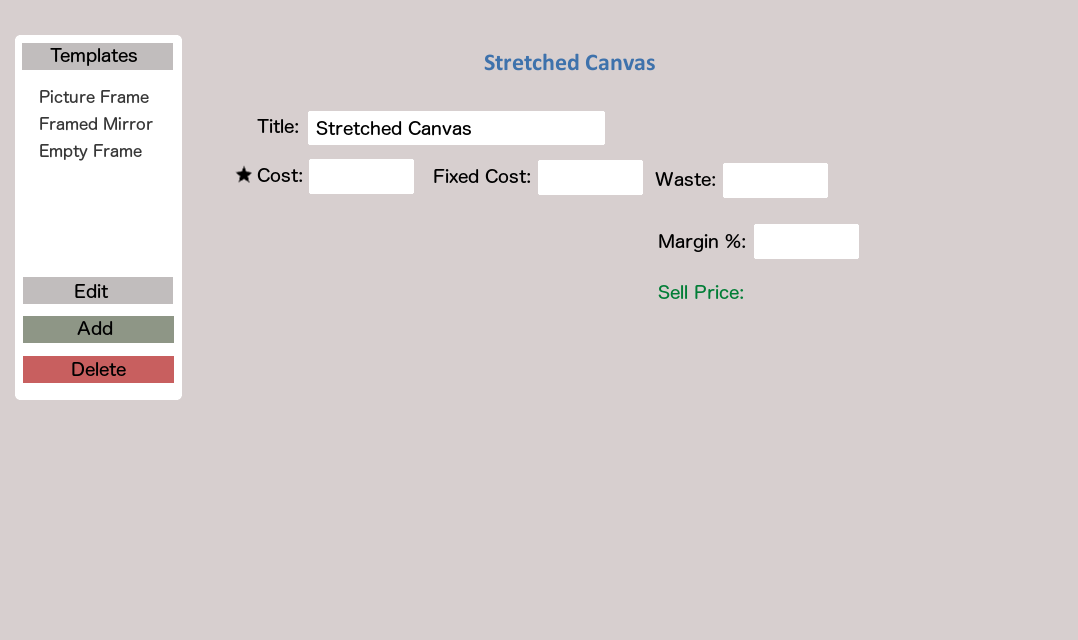 Templates
Picture Frame
Framed Mirror
Empty Frame
Edit
Add
Delete
Stretched Canvas
Title: Stretched Canvas
★ Cost: Fixed Cost: Waste:
Margin %:
Sell Price: